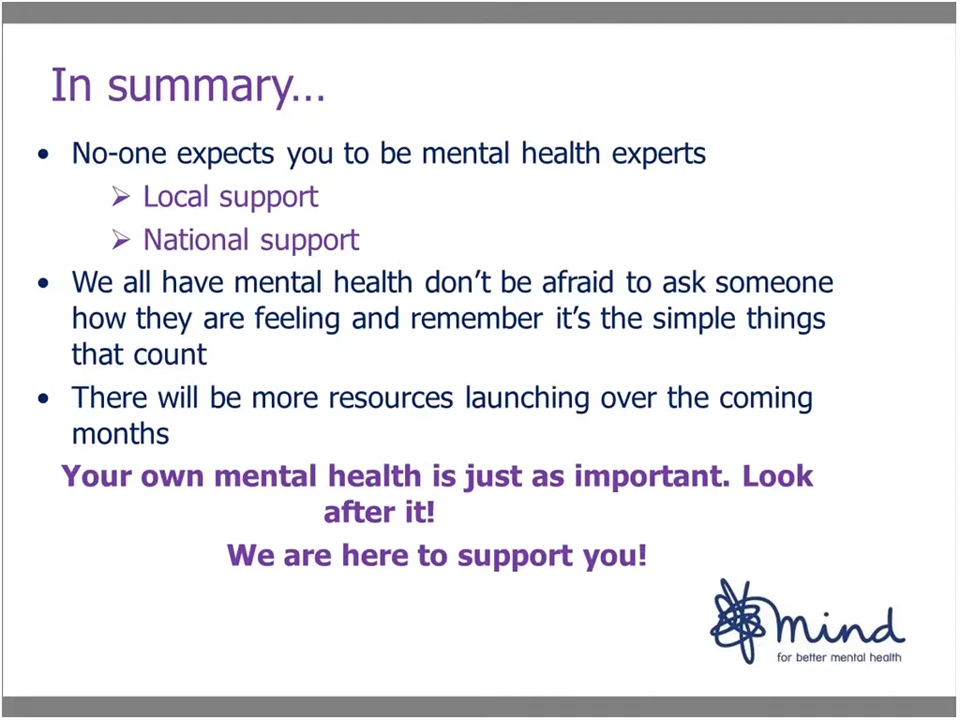 In summary...
• No-one expects you to be mental health experts
➢ Local support
➢ National support
• We all have mental health don't be afraid to ask someone
how they are feeling and remember it's the simple things
that count
• There will be more resources launching over the coming
months
Your own mental health is just as important. Look
after it!
We are here to support you!
mind
for better mental health